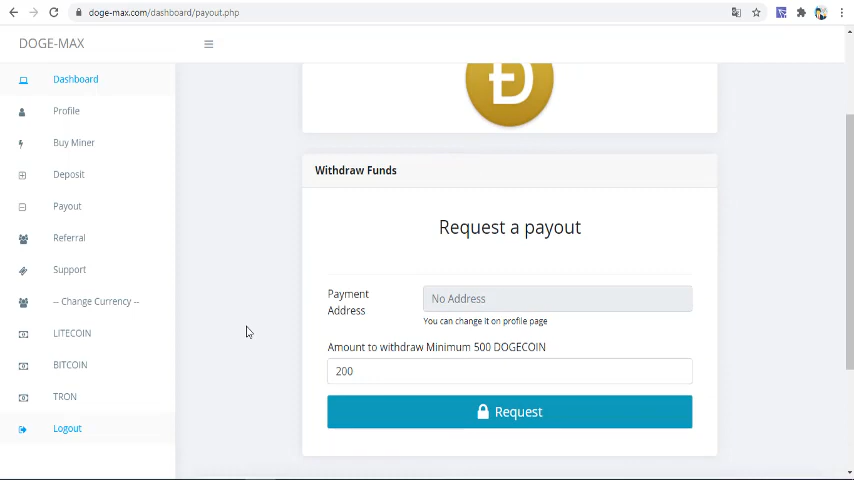 doge-max.com/dashboard/payout.php
DOGE-MAX
Dashboard
Profile
Buy Miner
Deposit
Payout
Referral
Support
-- Change Currency --
LITECOIN
BITCOIN
TRON
Logout
Withdraw Funds
Request a payout
Payment
Address
No Address
You can change it on profile page
Amount to withdraw Minimum 500 DOGECOIN
200
Request